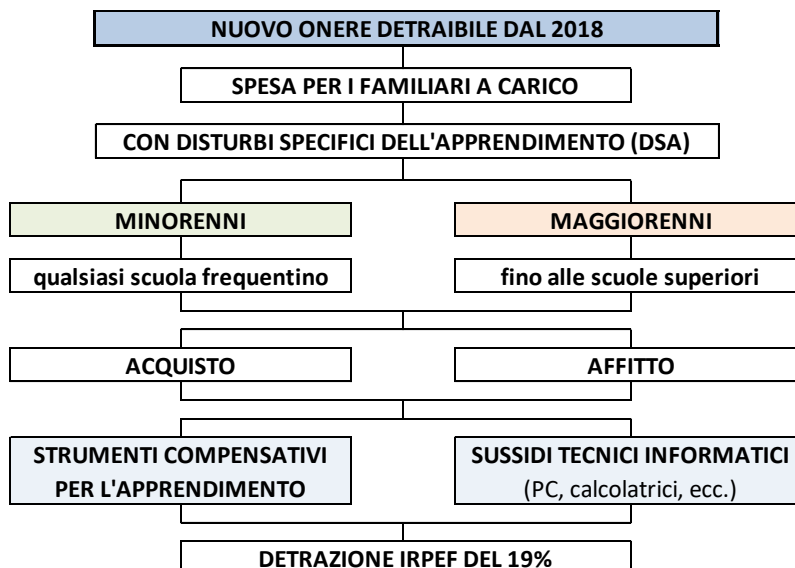 NUOVO ONERE DETRAIBILE DAL 2018
SPESA PER I FAMILIARI A CARICO
CON DISTURBI SPECIFICI DELL'APPRENDIMENTO (DSA)
MINORENNI
MAGGIORENNI
qualsiasi scuola frequentino
fino alle scuole superiori
ACQUISTO
AFFITTO
STRUMENTI COMPENSATIVI
PER L'APPRENDIMENTO
SUSSIDI TECNICI INFORMATICI
(PC, calcolatrici, ecc.)
DETRAZIONE IRPEF DEL 19%